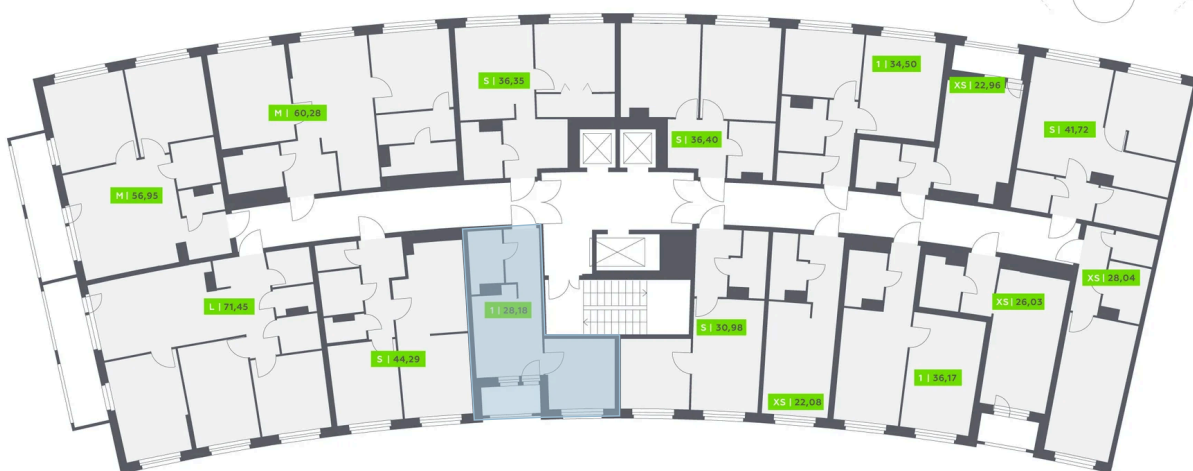 S | 36,35
1 | 34,50
XS | 22,96
M | 60,28
S | 36,40
S | 41,72
M | 56,95
XS | 28,04
L | 71,45
1 | 28,18
XS | 26,03
S | 30,98
S | 44,29
1 | 36,17
XS | 22,08